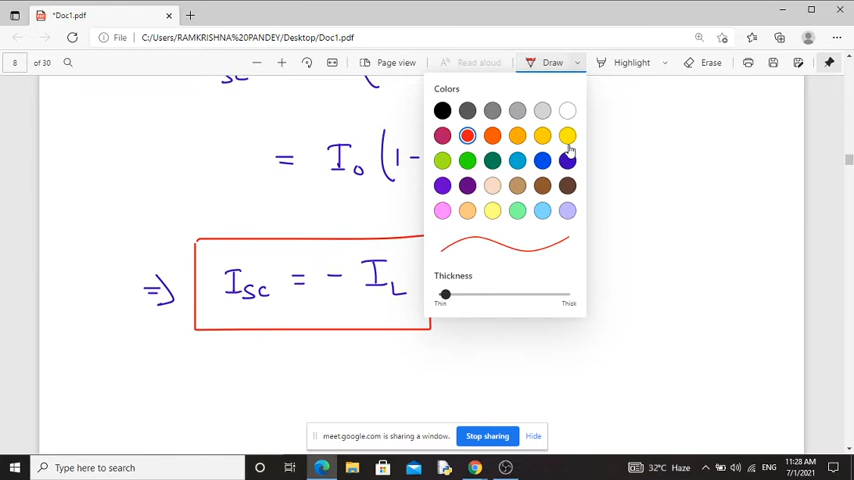 *Doc1.pdf
File C:/Users/RAMKRISHNA%20PANDEY/Desktop/Doc1.pdf
8 of 30 Page view Read aloud Draw Highlight Erase
Colors
= I₀ (1-
⇒ I_SC = - I_L
Thickness
Thin Thick
meet.google.com is sharing a window. Stop sharing Hide
Type here to search
32°C Haze ENG 11:28 AM
7/1/2021